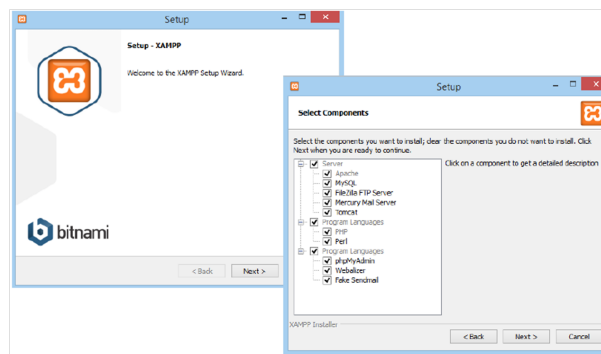 Setup
Setup - XAMPP
Welcome to the XAMPP Setup Wizard.
bitnami
< Back
Next >
Setup
Select Components
Select the components you want to install; clear the components you do not want to install. Click
Next when you are ready to continue.
Server
Apache
MySQL
FileZilla FTP Server
Mercury Mail Server
Tomcat
Program Languages
PHP
Perl
Program Languages
phpMyAdmin
Webalizer
Fake Sendmail
Click on a component to get a detailed description
XAMPP Installer
< Back
Next >
Cancel